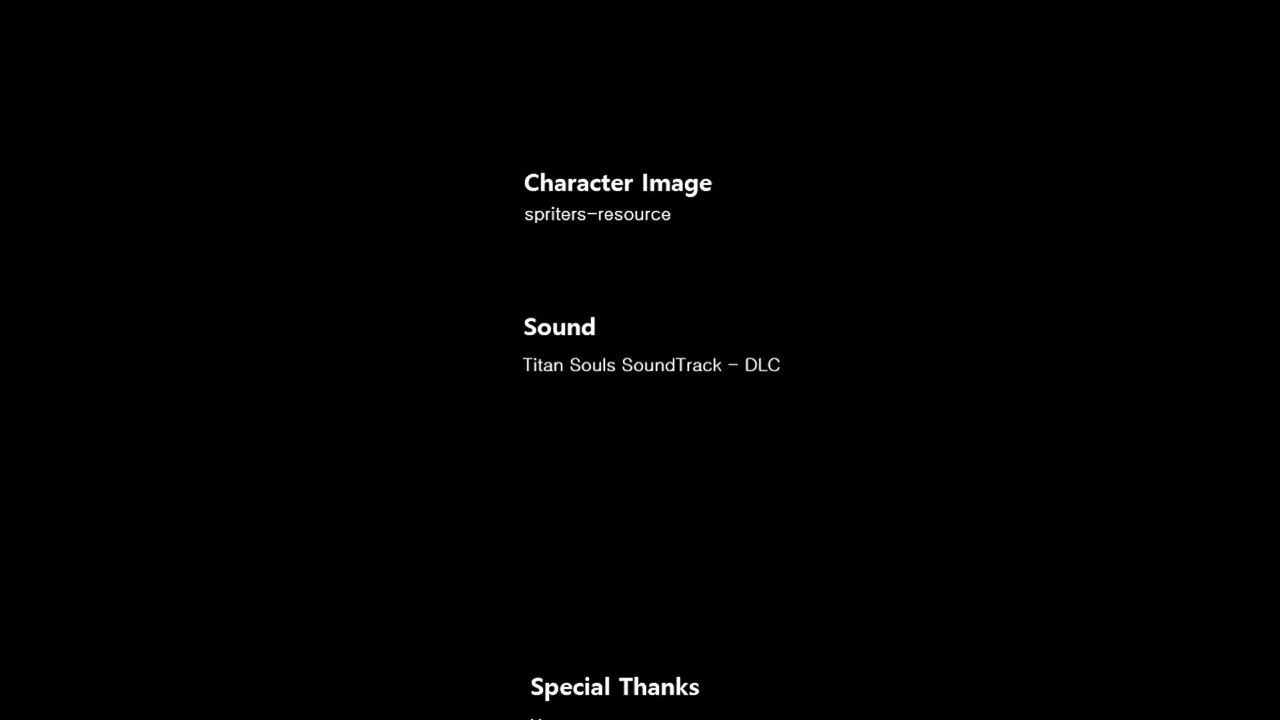 Character Image
spriters-resource
Sound
Titan Souls SoundTrack - DLC
Special Thanks